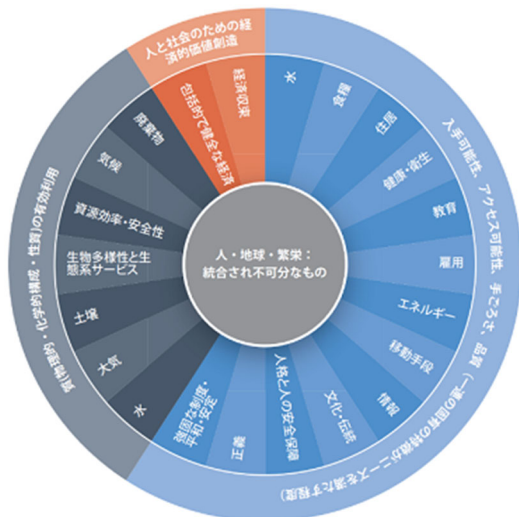 人と社会のための経
済的価値創造
入手可能性、アクセス可能性、手ごろさ、品質（一連の固有の特徴がニーズを満たす程度）
質(物理的・化学的構成・性質)の有効利用
包括的で健全な経済
経済収束
水
食糧
住居
健康・衛生
教育
雇用
エネルギー
移動手段
情報
文化・伝統
人格と人の安全保障
正義
強固な制度・
平和・安定
水
大気
土壌
生物多様性と生
態系サービス
資源効率・安全性
気候
廃棄物
人・地球・繁栄：
統合され不可分なもの